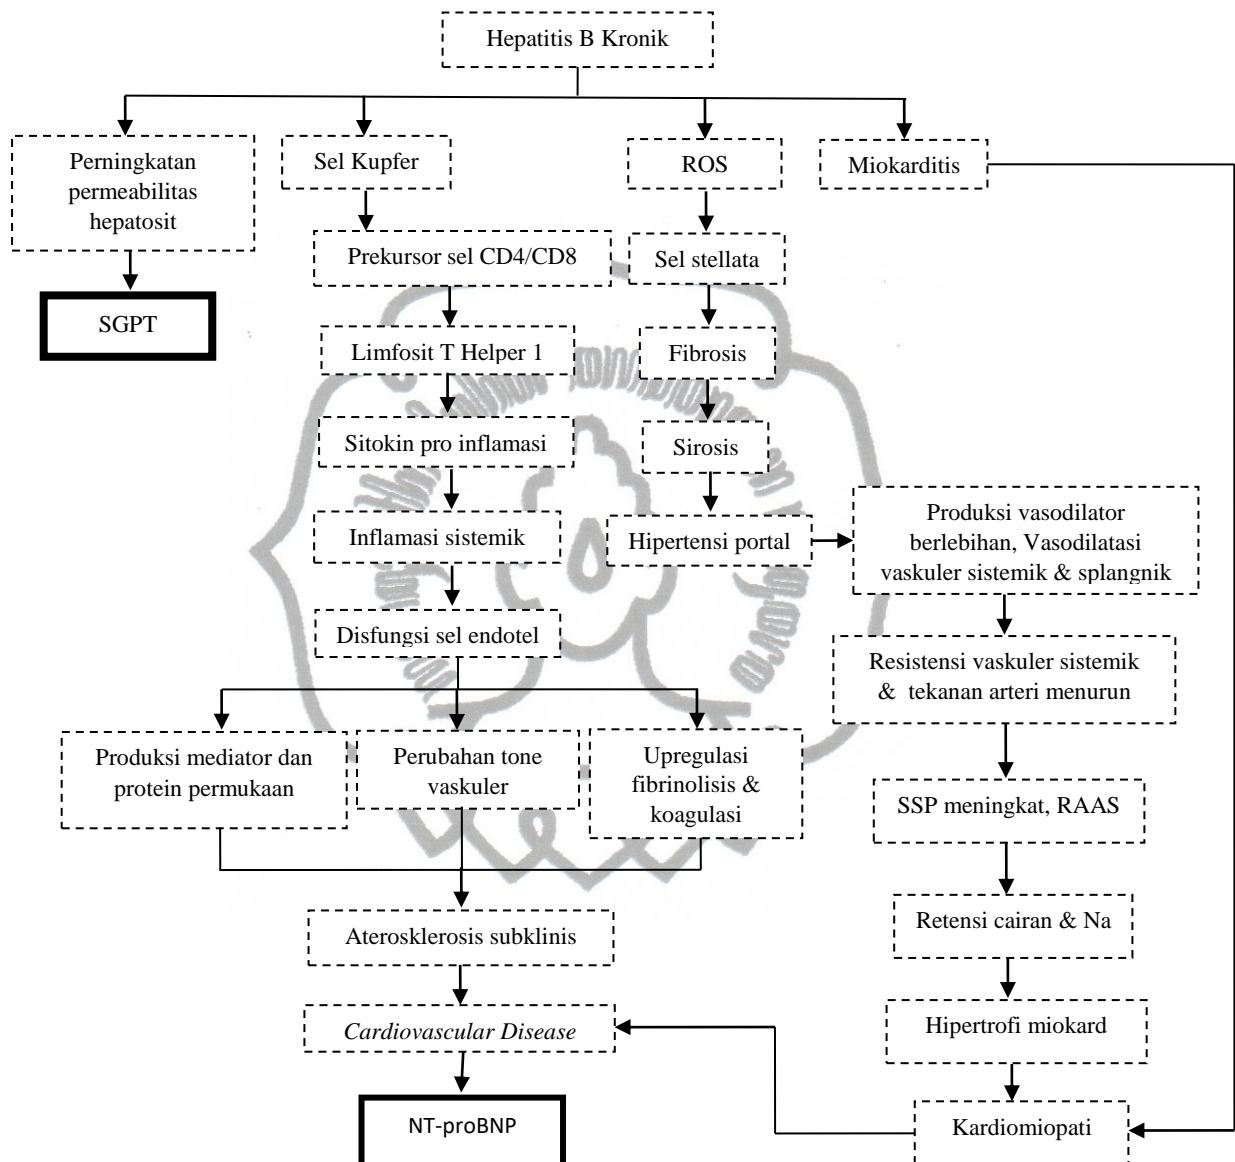 Hepatitis B Kronik
Perningkatan
permeabilitas
hepatosit
Sel Kupfer
ROS
Miokarditis
Prekursor sel CD4/CD8
Sel stellata
SGPT
Limfosit T Helper 1
Fibrosis
Sitokin pro inflamasi
Sirosis
Inflamasi sistemik
Hipertensi portal
Produksi vasodilator
berlebihan, Vasodilatasi
vaskuler sistemik & splangnik
Disfungsi sel endotel
Resistensi vaskuler sistemik
& tekanan arteri menurun
Produksi mediator dan
protein permukaan
Perubahan tone
vaskuler
Upregulasi
fibrinolisis &
koagulasi
SSP meningkat, RAAS
Aterosklerosis subklinis
Retensi cairan & Na
Cardiovascular Disease
Hipertrofi miokard
NT-proBNP
Kardiomiopati